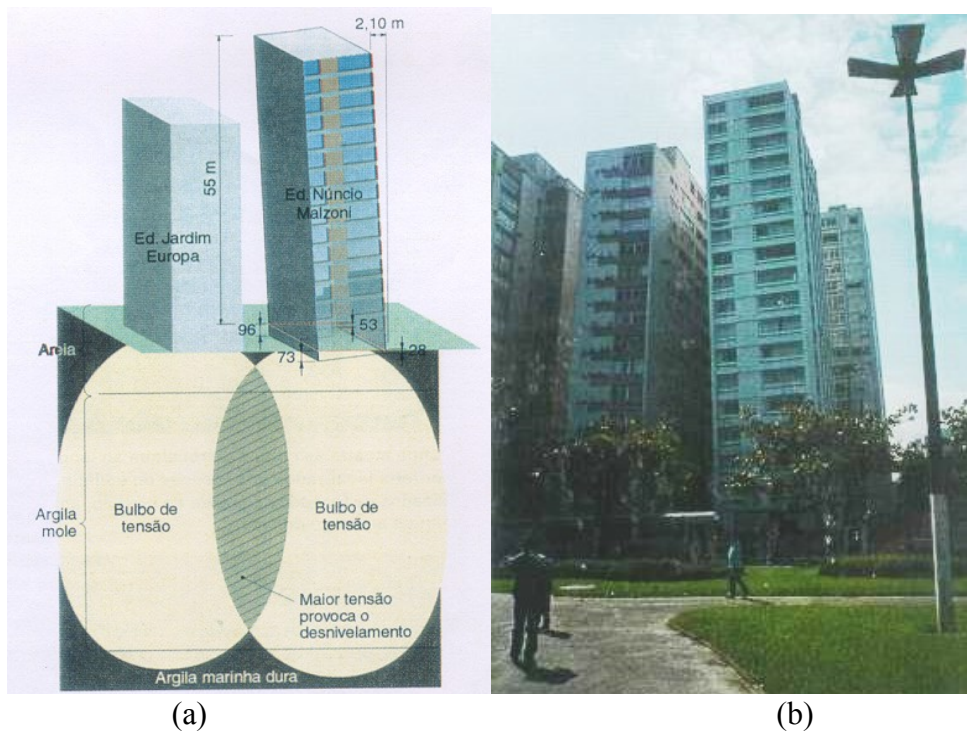 2,10 m
55 m
Ed. Núncio
Malzoni
Ed. Jardim
Europa
96
53
73
28
Areia
Argila
mole
Bulbo de
tensão
Bulbo de
tensão
Maior tensão
provoca o
desnivelamento
Argila marinha dura
(a)
(b)